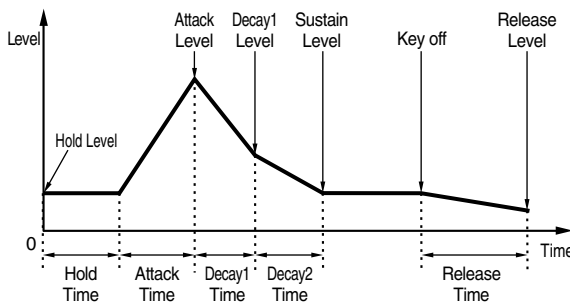 Level
Attack
Level
Decay1
Level
Sustain
Level
Key off
Release
Level
Hold Level
0
Time
Hold
Time
Attack
Time
Decay1
Time
Decay2
Time
Release
Time